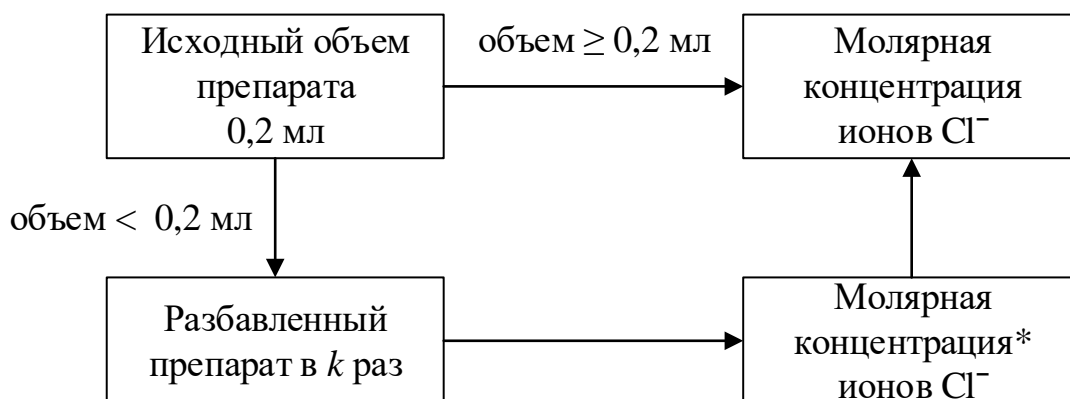 Исходный объем
препарата
0,2 мл
объем ≥ 0,2 мл
Молярная
концентрация
ионов Cl⁻
объем < 0,2 мл
Разбавленный
препарат в k раз
Молярная
концентрация*
ионов Cl⁻